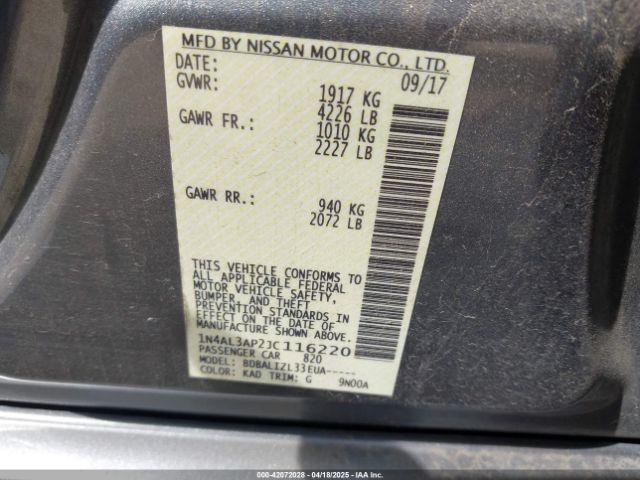 MFD BY NISSAN MOTOR CO., LTD.
DATE: 09/17
GVWR: 1917 KG
4226 LB
GAWR FR.: 1010 KG
2227 LB
GAWR RR.: 940 KG
2072 LB
THIS VEHICLE CONFORMS TO
ALL APPLICABLE FEDERAL
MOTOR VEHICLE SAFETY,
BUMPER, AND THEFT
PREVENTION STANDARDS IN
EFFECT ON THE DATE OF
MANUFACTURE SHOWN ABOVE.
1N4AL3AP2JC116220
PASSENGER CAR 820
MODEL: BDBALIZL33EUA-----
COLOR: KAD TRIM: G 9N00A
000-42072028 - 04/18/2025 - IAA Inc.